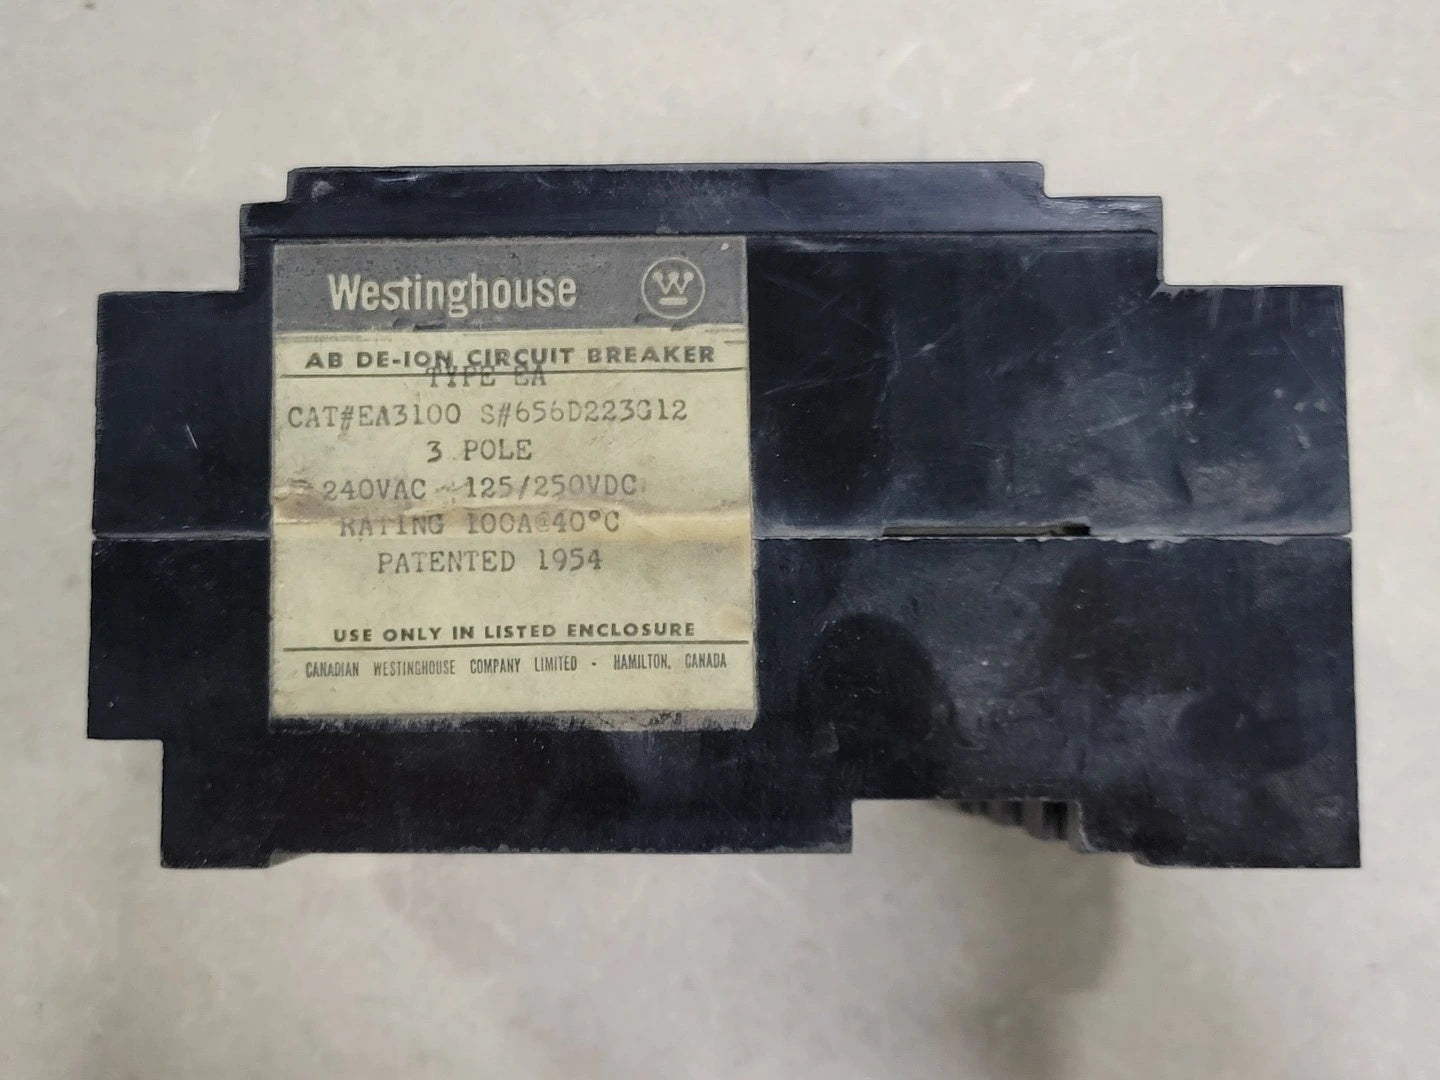 Westinghouse W
AB DE-ION CIRCUIT BREAKER
TYPE EA
CAT#EA3100 S#656D223G12
3 POLE
240VAC 125/250VDC
RATING 100A@40°C
PATENTED 1954
USE ONLY IN LISTED ENCLOSURE
CANADIAN WESTINGHOUSE COMPANY LIMITED - HAMILTON, CANADA